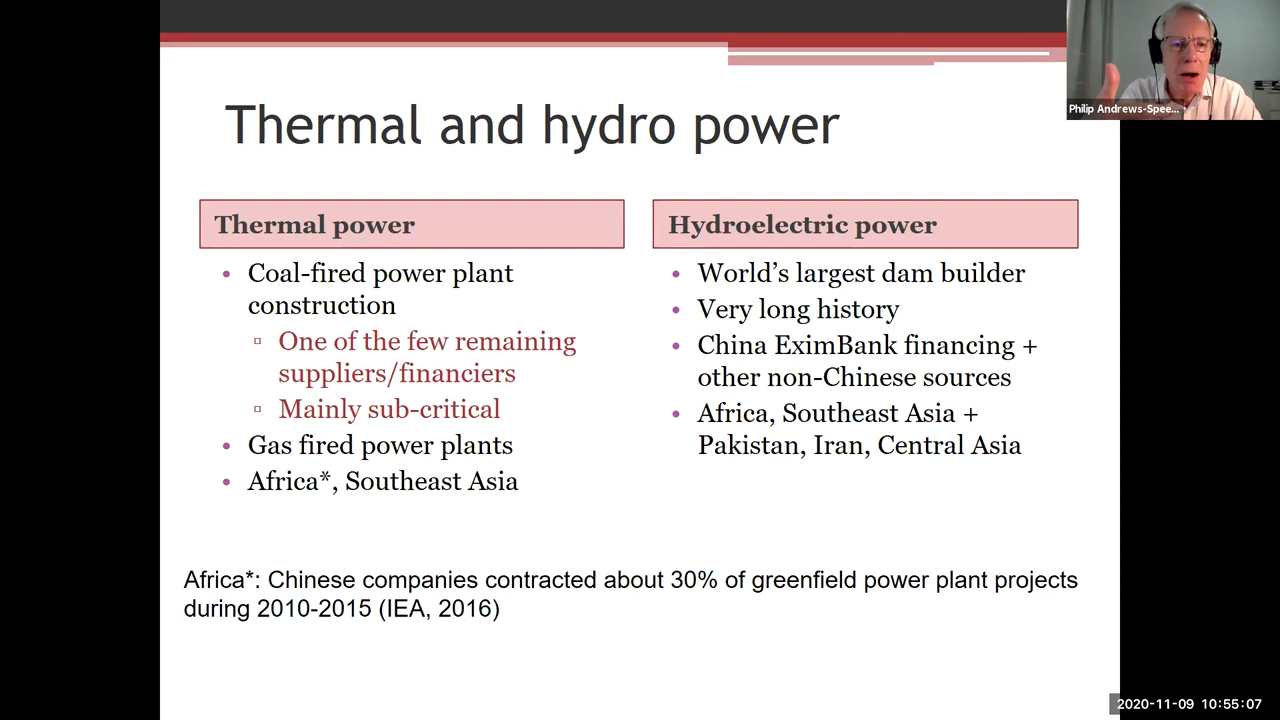 Thermal and hydro power
Thermal power
• Coal-fired power plant
construction
▫ One of the few remaining
suppliers/financiers
▫ Mainly sub-critical
• Gas fired power plants
• Africa*, Southeast Asia
Hydroelectric power
• World’s largest dam builder
• Very long history
• China EximBank financing +
other non-Chinese sources
• Africa, Southeast Asia +
Pakistan, Iran, Central Asia
Africa*: Chinese companies contracted about 30% of greenfield power plant projects
during 2010-2015 (IEA, 2016)
Philip Andrews-Spee...
2020-11-09 10:55:07